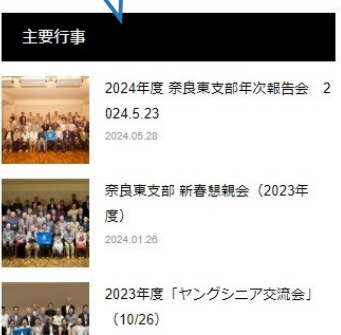 主要行事
2024年度 奈良東支部年次報告会　2
024.5.23
2024.05.28
奈良東支部 新春懇親会（2023年
度）
2024.01.26
2023年度「ヤングシニア交流会」
（10/26）